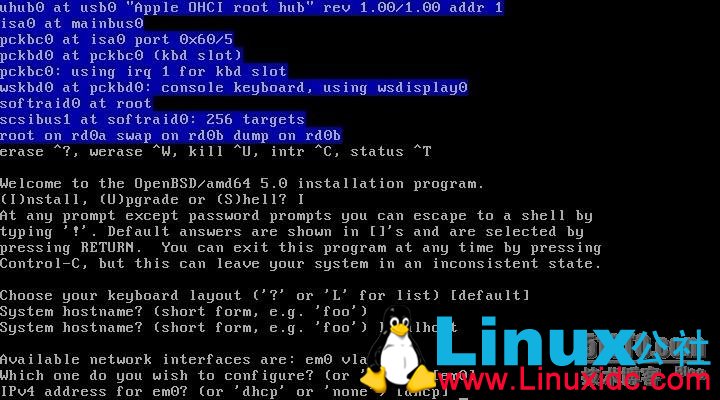 uhub0 at usb0 "Apple OHCI root hub" rev 1.00/1.00 addr 1
isa0 at mainbus0
pckbc0 at isa0 port 0x60/5
pckbd0 at pckbc0 (kbd slot)
pckbc0: using irq 1 for kbd slot
wskbd0 at pckbd0: console keyboard, using wsdisplay0
softraid0 at root
scsibus1 at softraid0: 256 targets
root on rd0a swap on rd0b dump on rd0b
erase ^?, werase ^W, kill ^U, intr ^C, status ^T
Welcome to the OpenBSD/amd64 5.0 installation program.
(I)nstall, (U)pgrade or (S)hell? I
At any prompt except password prompts you can escape to a shell by
typing '!'. Default answers are shown in []'s and are selected by
pressing RETURN.  You can exit this program at any time by pressing
Control-C, but this can leave your system in an inconsistent state.
Choose your keyboard layout ('?' or 'L' for list) [default]
System hostname? (short form, e.g. 'foo')
System hostname? (short form, e.g. 'foo')
Available network interfaces are: em0
Which one do you wish to configure? (or [em0]
IPv4 address for em0? (or 'dhcp' or 'none') [dhcp]
Linux公社
www.Linuxide.com